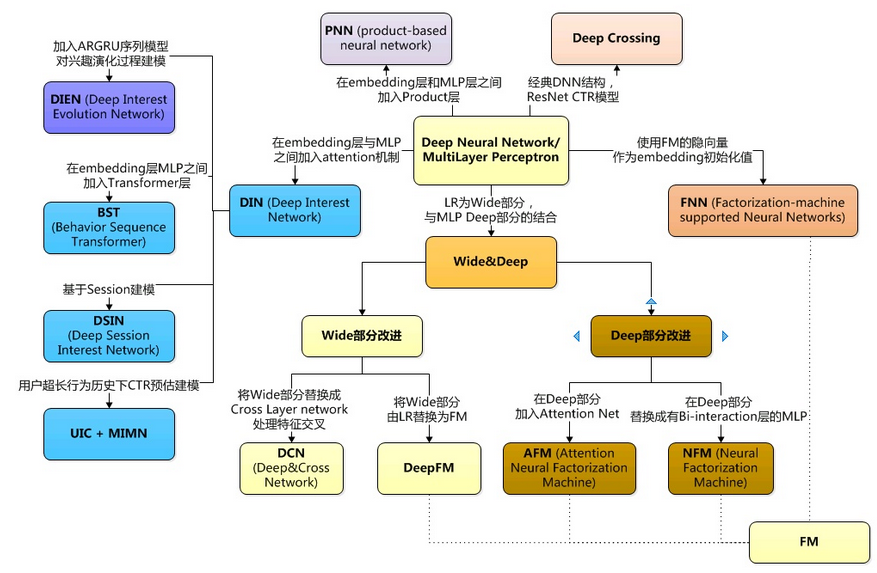 PNN (product-based
neural network)
Deep Crossing
加入ARGRU序列模型
对兴趣演化过程建模
在embedding层和MLP层之间
加入Product层
经典DNN结构，
ResNet CTR模型
DIEN (Deep Interest
Evolution Network)
在embedding层与MLP
之间加入attention机制
Deep Neural Network/
MultiLayer Perceptron
使用FM的隐向量
作为embedding初始化值
在embedding层MLP之间
加入Transformer层
DIN (Deep Interest
Network)
LR为Wide部分，
与MLP Deep部分的结合
FNN (Factorization-machine
supported Neural Networks)
BST
(Behavior Sequence
Transformer)
Wide&Deep
基于Session建模
DSIN
(Deep Session
Interest Network)
Wide部分改进
Deep部分改进
用户超长行为历史下CTR预估建模
将Wide部分替换成
Cross Layer network
处理特征交叉
将Wide部分
由LR替换为FM
在Deep部分
加入Attention Net
在Deep部分
替换成有Bi-interaction层的MLP
UIC + MIMN
DCN
(Deep&Cross
Network)
DeepFM
AFM (Attention
Neural Factorization
Machine)
NFM (Neural
Factorization
Machine)
FM